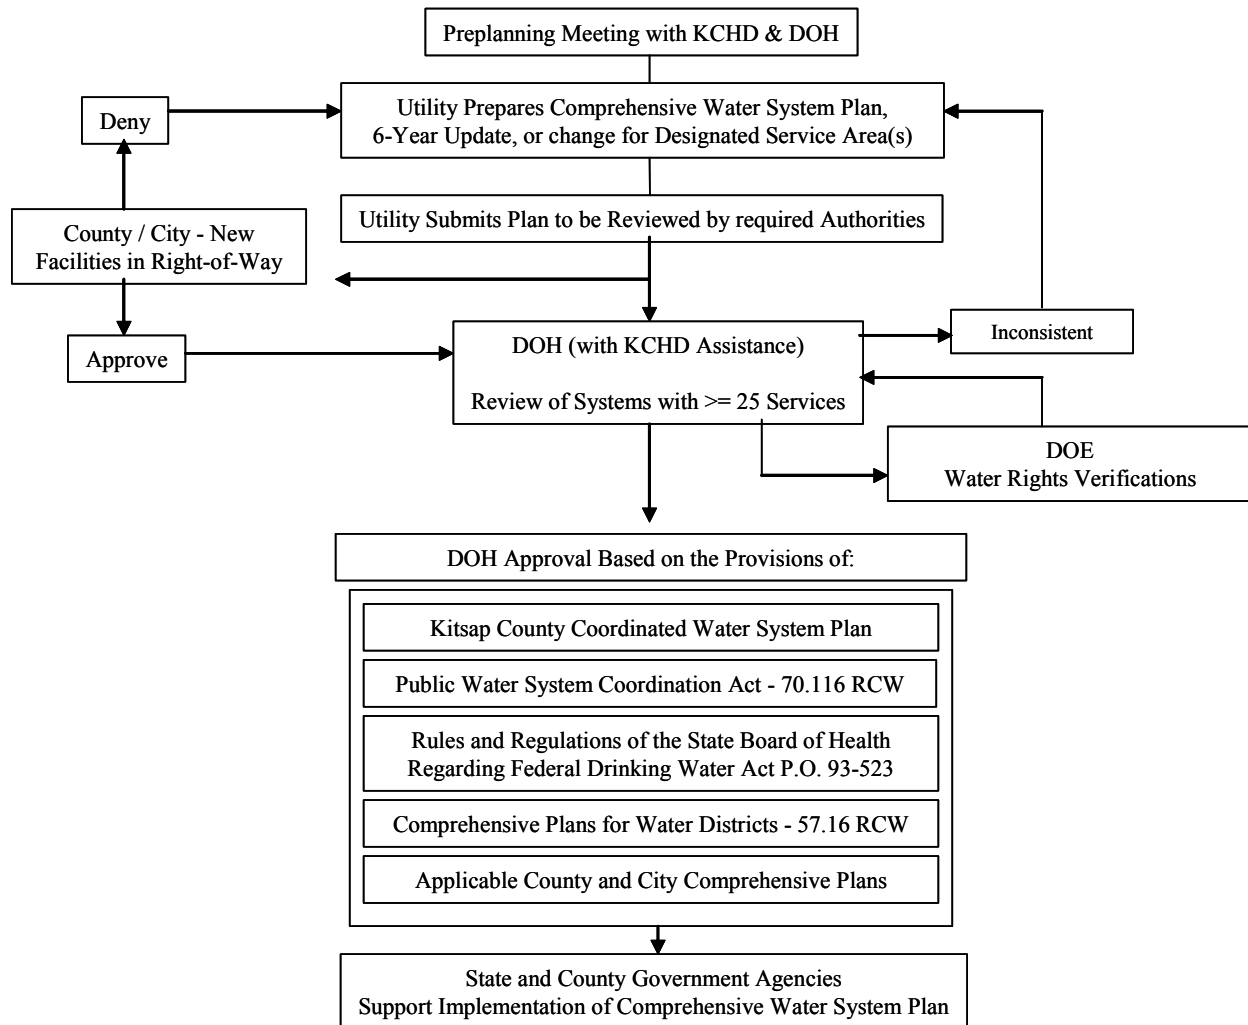 Preplanning Meeting with KCHD & DOH
Deny
Utility Prepares Comprehensive Water System Plan,
6-Year Update, or change for Designated Service Area(s)
County / City - New
Facilities in Right-of-Way
Utility Submits Plan to be Reviewed by required Authorities
Approve
DOH (with KCHD Assistance)
Review of Systems with >= 25 Services
Inconsistent
DOE
Water Rights Verifications
DOH Approval Based on the Provisions of:
Kitsap County Coordinated Water System Plan
Public Water System Coordination Act - 70.116 RCW
Rules and Regulations of the State Board of Health
Regarding Federal Drinking Water Act P.O. 93-523
Comprehensive Plans for Water Districts - 57.16 RCW
Applicable County and City Comprehensive Plans
State and County Government Agencies
Support Implementation of Comprehensive Water System Plan